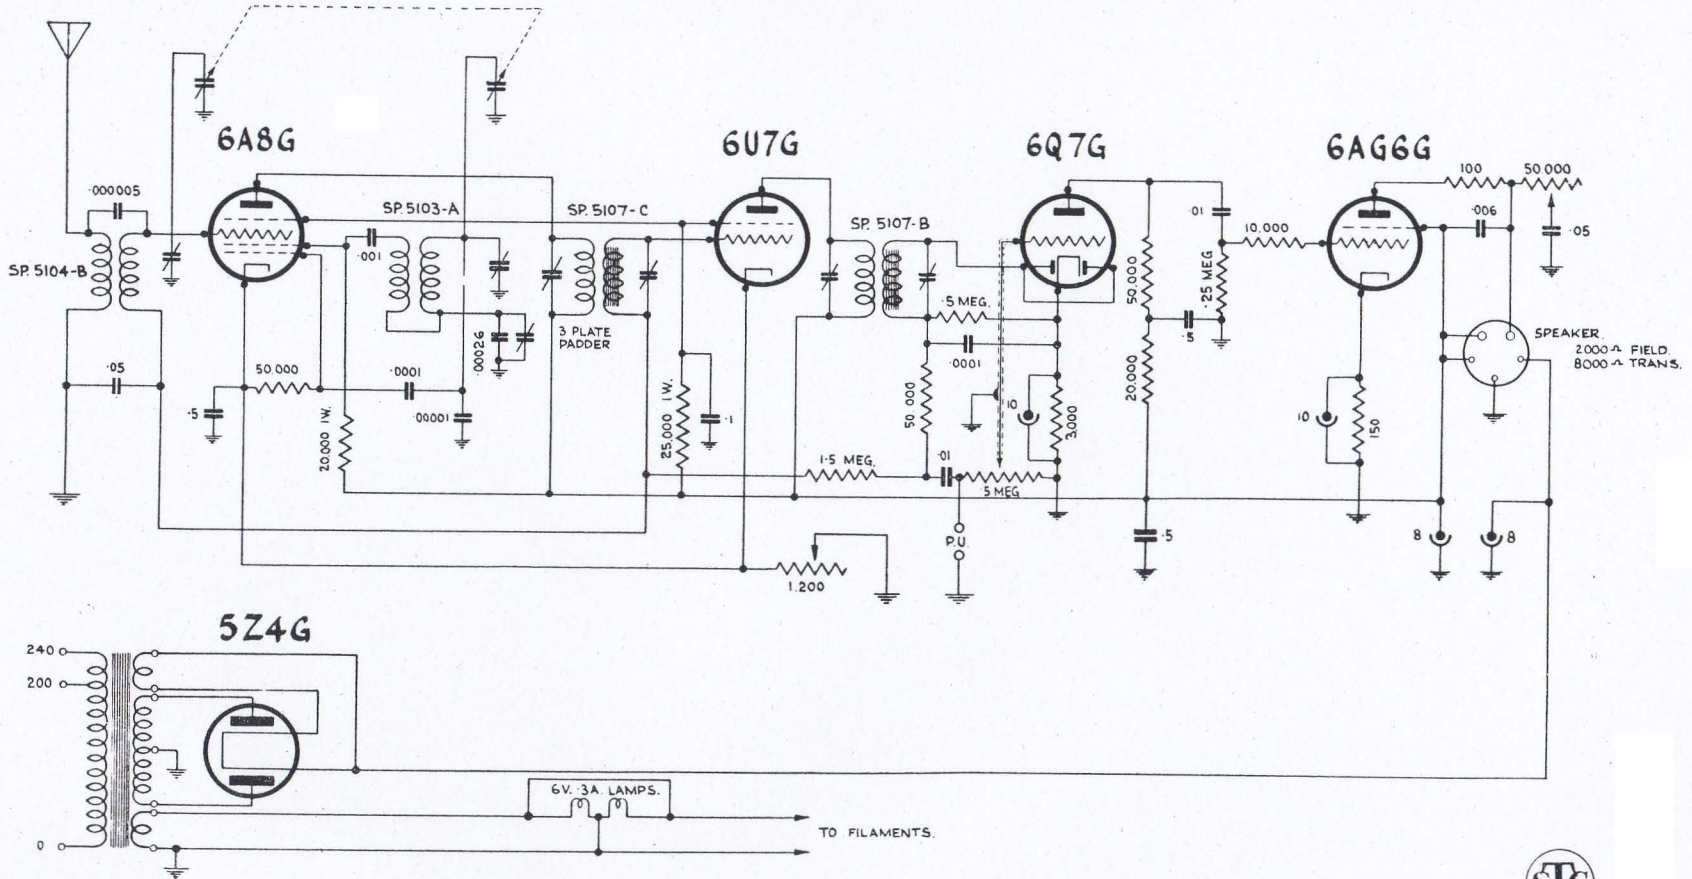 6A8G
6U7G
6Q7G
6AG6G
.000005
SP. 5104-B
.05
.5
50.000
.0001
.00001
20.000 1W.
.001
SP. 5103-A
.00026
SP. 5107-C
3 PLATE
PADDER
25.000 1W.
.1
SP. 5107-B
.5 MEG.
.0001
50.000
1.5 MEG.
.01
.5 MEG
P.U.
10
3,000
1.200
50.000
20.000
.01
.25 MEG
.5
.5
10.000
10
150
100
50.000
.006
.05
SPEAKER.
2000 Ω FIELD.
8000 Ω TRANS.
8
8
5Z4G
240
200
0
6V. .3A. LAMPS.
TO FILAMENTS.